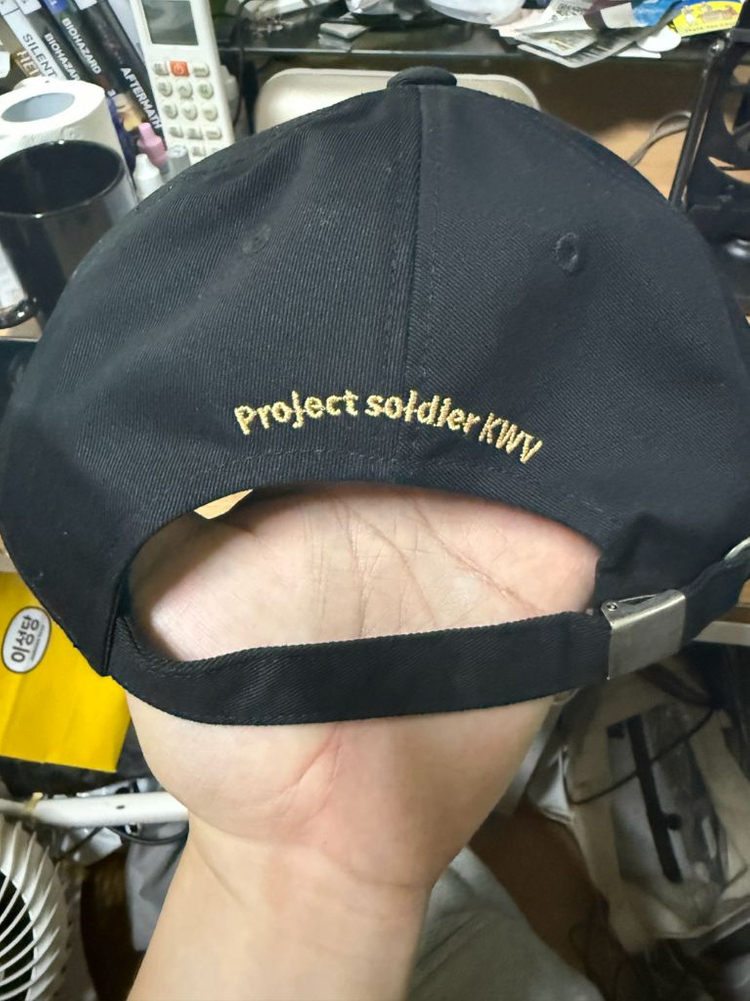 SILENT
BIOHAZARD
AFTERMATH
Project soldier KWV
이성당